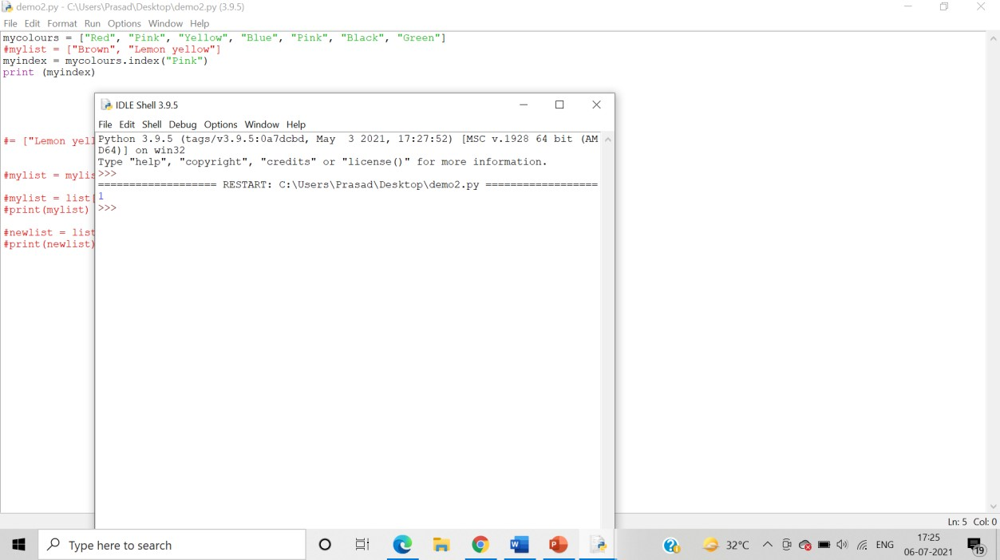 demo2.py - C:\Users\Prasad\Desktop\demo2.py (3.9.5)
File Edit Format Run Options Window Help
mycolours = ["Red", "Pink", "Yellow", "Blue", "Pink", "Black", "Green"]
#mylist = ["Brown", "Lemon yellow"]
myindex = mycolours.index("Pink")
print (myindex)
#= ["Lemon yell
#mylist = mylis
#mylist = list[
#print(mylist)
#newlist = list
#print(newlist)
IDLE Shell 3.9.5
File Edit Shell Debug Options Window Help
Python 3.9.5 (tags/v3.9.5:0a7dcbd, May  3 2021, 17:27:52) [MSC v.1928 64 bit (AM
D64)] on win32
Type "help", "copyright", "credits" or "license()" for more information.
>>>
=================== RESTART: C:\Users\Prasad\Desktop\demo2.py ==================
1
>>>
Ln: 5 Col: 0
Type here to search
32°C
ENG
17:25
06-07-2021
19